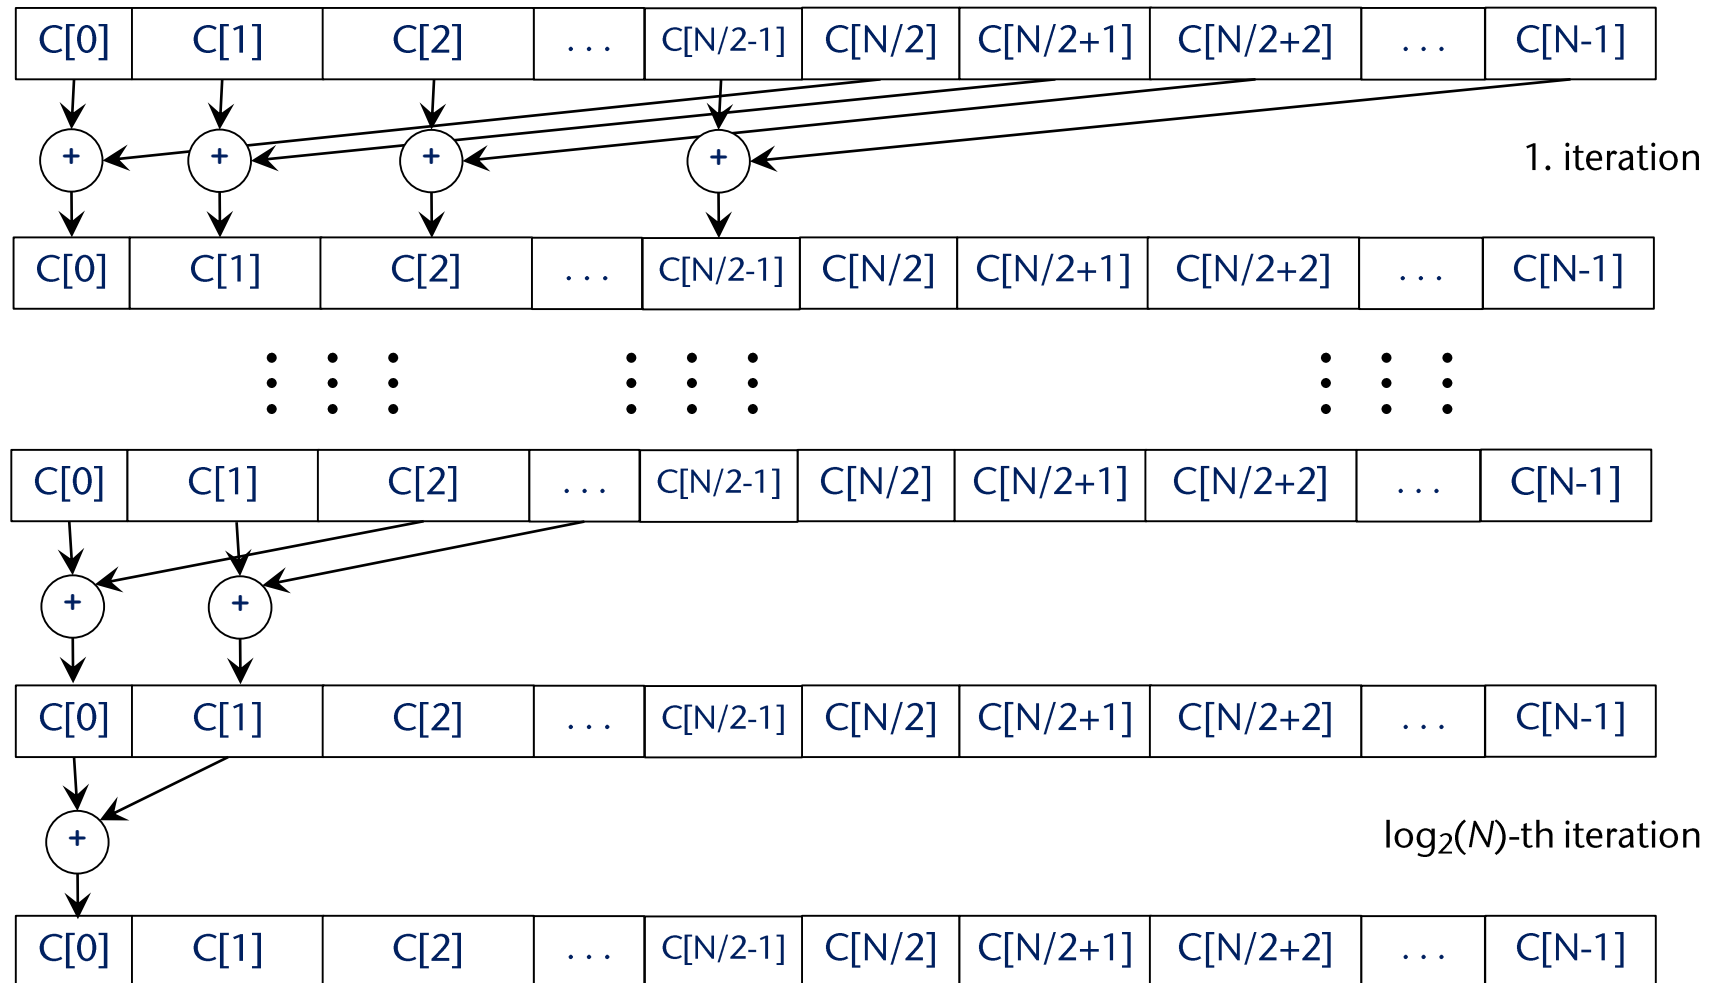 C[0] C[1] C[2] . . . C[N/2-1] C[N/2] C[N/2+1] C[N/2+2] . . . C[N-1]
+ + + + 1. iteration
C[0] C[1] C[2] . . . C[N/2-1] C[N/2] C[N/2+1] C[N/2+2] . . . C[N-1]
C[0] C[1] C[2] . . . C[N/2-1] C[N/2] C[N/2+1] C[N/2+2] . . . C[N-1]
+ +
C[0] C[1] C[2] . . . C[N/2-1] C[N/2] C[N/2+1] C[N/2+2] . . . C[N-1]
+ log₂(N)-th iteration
C[0] C[1] C[2] . . . C[N/2-1] C[N/2] C[N/2+1] C[N/2+2] . . . C[N-1]